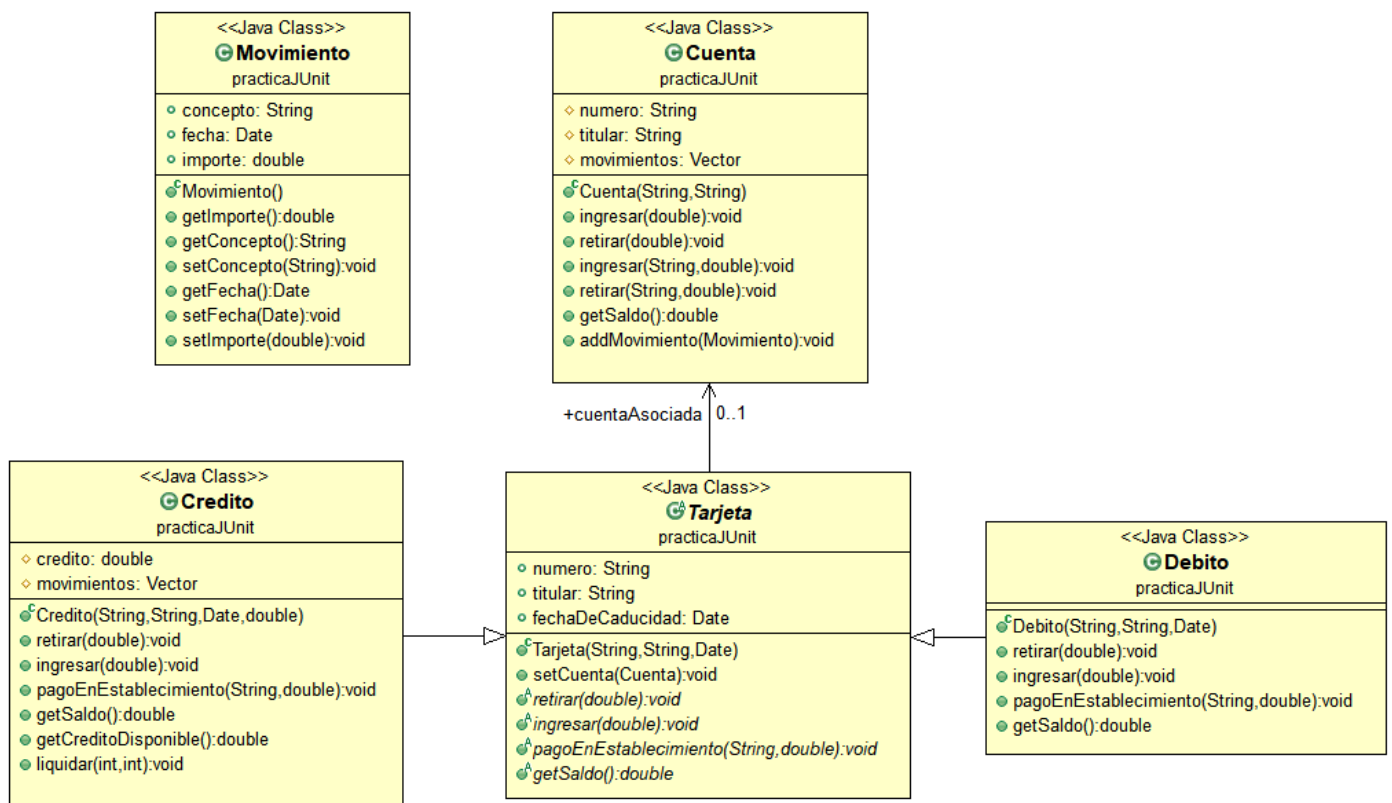 <<Java Class>>
Movimiento
practicaJUnit
concepto: String
fecha: Date
importe: double
Movimiento()
getImporte():double
getConcepto():String
setConcepto(String):void
getFecha():Date
setFecha(Date):void
setImporte(double):void
<<Java Class>>
Cuenta
practicaJUnit
numero: String
titular: String
movimientos: Vector
Cuenta(String,String)
ingresar(double):void
retirar(double):void
ingresar(String,double):void
retirar(String,double):void
getSaldo():double
addMovimiento(Movimiento):void
+cuentaAsociada 0..1
<<Java Class>>
Credito
practicaJUnit
credito: double
movimientos: Vector
Credito(String,String,Date,double)
retirar(double):void
ingresar(double):void
pagoEnEstablecimiento(String,double):void
getSaldo():double
getCreditoDisponible():double
liquidar(int,int):void
<<Java Class>>
Tarjeta
practicaJUnit
numero: String
titular: String
fechaDeCaducidad: Date
Tarjeta(String,String,Date)
setCuenta(Cuenta):void
retirar(double):void
ingresar(double):void
pagoEnEstablecimiento(String,double):void
getSaldo():double
<<Java Class>>
Debito
practicaJUnit
Debito(String,String,Date)
retirar(double):void
ingresar(double):void
pagoEnEstablecimiento(String,double):void
getSaldo():double